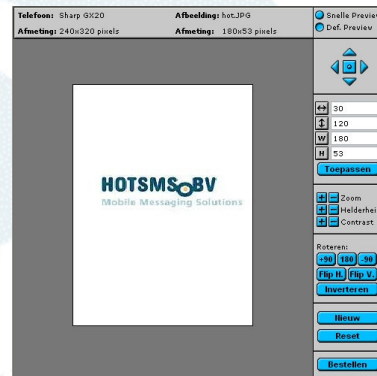 Telefoon: Sharp GX20 Afbeelding: hot.JPG
Afmeting: 240x320 pixels Afmeting: 180x53 pixels
Snelle Preview
Def. Preview
30
120
W 180
H 53
Toepassen
HOTSMS BV
Mobile Messaging Solutions
+ - Zoom
+ - Helderhei
+ - Contrast
Roteren:
+90 180 -90
Flip H. Flip V.
Inverteren
Nieuw
Reset
Bestellen